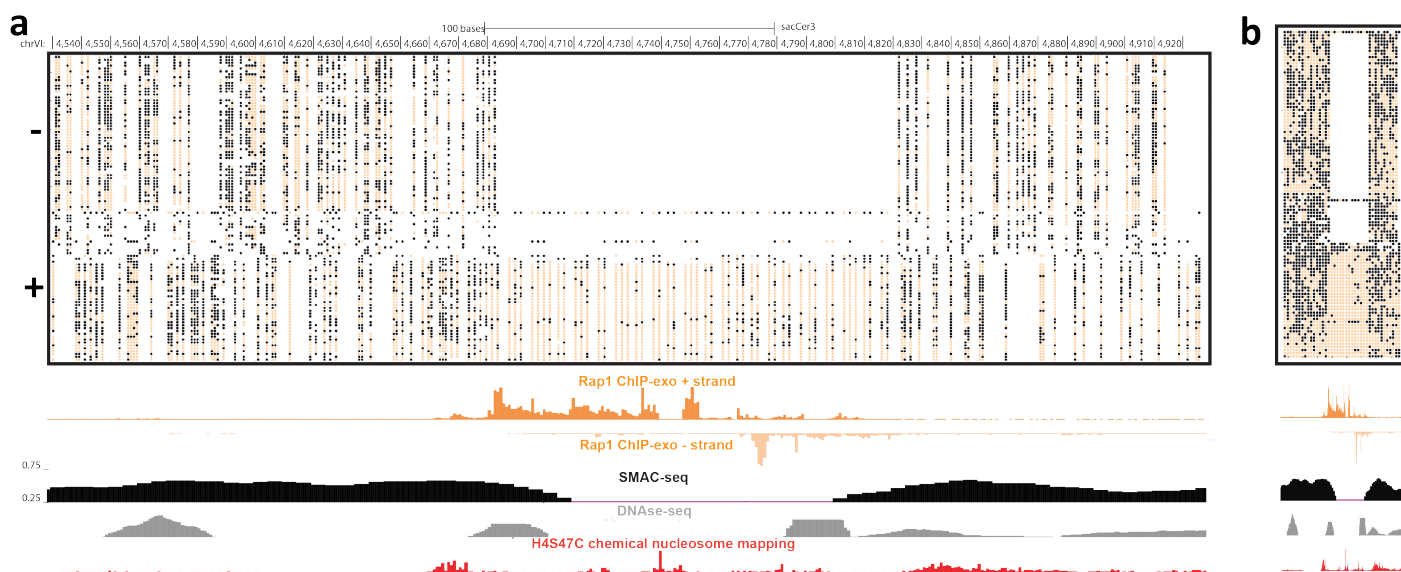 a
100 bases sacCer3
chrVI: 4,540 4,550 4,560 4,570 4,580 4,590 4,600 4,610 4,620 4,630 4,640 4,650 4,660 4,670 4,680 4,690 4,700 4,710 4,720 4,730 4,740 4,750 4,760 4,770 4,780 4,790 4,800 4,810 4,820 4,830 4,840 4,850 4,860 4,870 4,880 4,890 4,900 4,910 4,920
b
-
+
Rap1 ChIP-exo + strand
Rap1 ChIP-exo - strand
0.75
SMAC-seq
0.25
DNAse-seq
H4S47C chemical nucleosome mapping